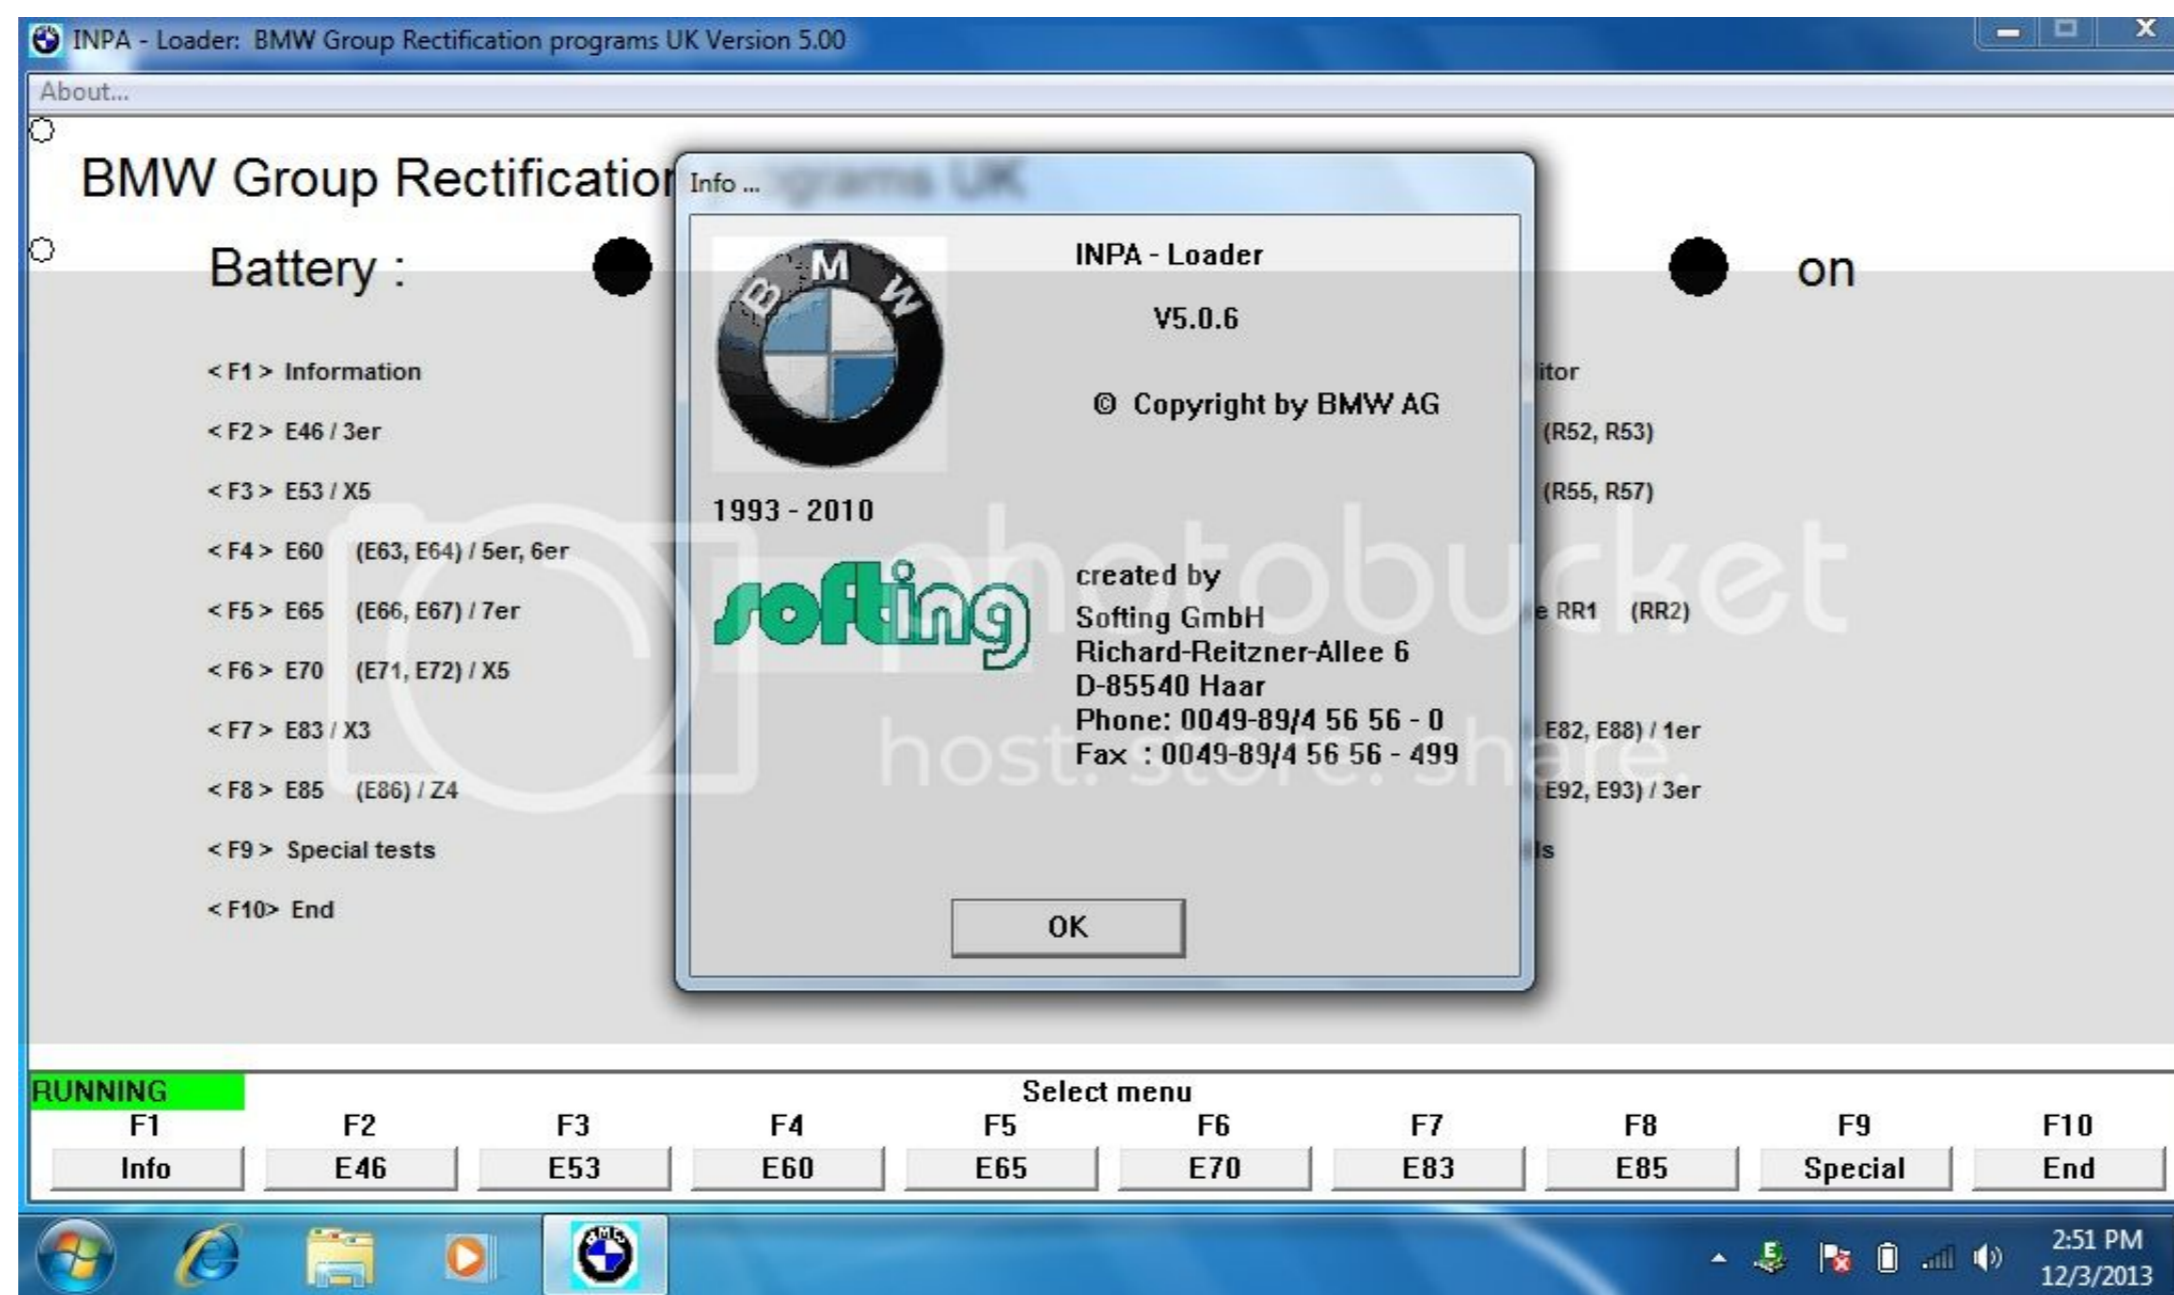 INPA - Loader: BMW Group Rectification programs UK Version 5.00
About...
BMW Group Rectification programs UK
Battery :
on
< F1 > Information
< F2 > E46 / 3er
< F3 > E53 / X5
< F4 > E60 (E63, E64) / 5er, 6er
< F5 > E65 (E66, E67) / 7er
< F6 > E70 (E71, E72) / X5
< F7 > E83 / X3
< F8 > E85 (E86) / Z4
< F9 > Special tests
< F10> End
Info ...
BMW
INPA - Loader
V5.0.6
© Copyright by BMW AG
1993 - 2010
softing
created by
Softing GmbH
Richard-Reitzner-Allee 6
D-85540 Haar
Phone: 0049-89/4 56 56 - 0
Fax : 0049-89/4 56 56 - 499
OK
itor
(R52, R53)
(R55, R57)
e RR1 (RR2)
E82, E88) / 1er
E92, E93) / 3er
ls
photobucket
host. store. share.
RUNNING
Select menu
F1 F2 F3 F4 F5 F6 F7 F8 F9 F10
Info E46 E53 E60 E65 E70 E83 E85 Special End
2:51 PM
12/3/2013